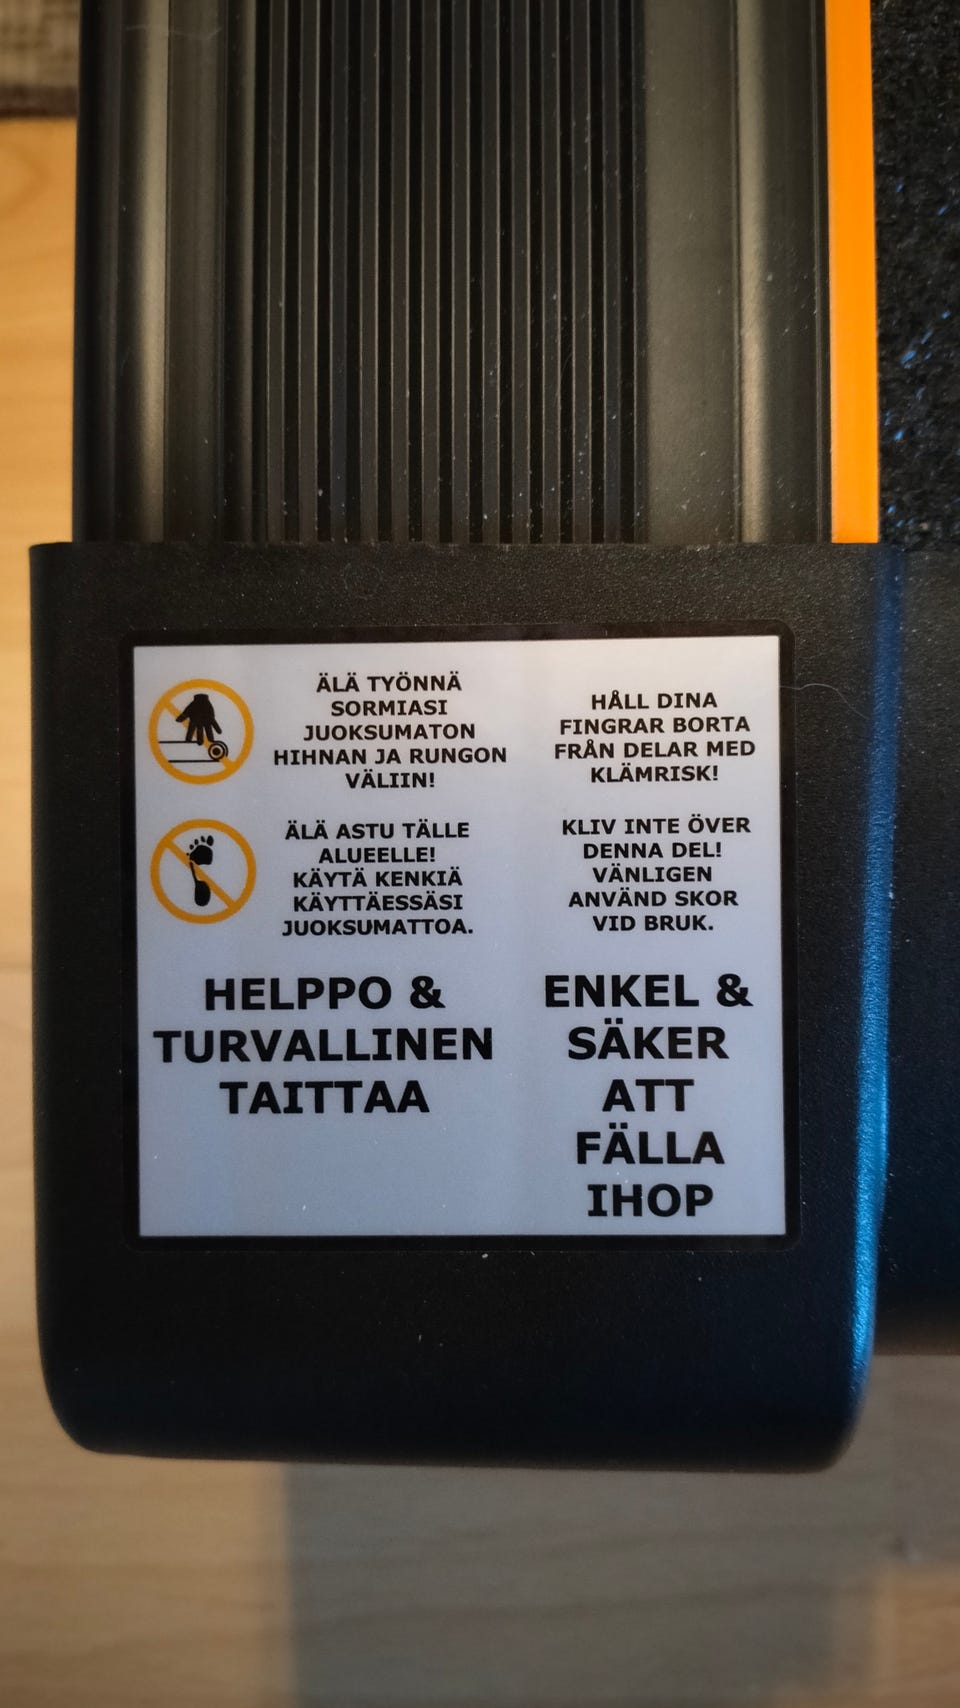 ÄLÄ TYÖNNÄ
SORMIASI
JUOKSUMATON
HIHNAN JA RUNGON
VÄLIIN!
HÅLL DINA
FINGRAR BORTA
FRÅN DELAR MED
KLÄMRISK!
ÄLÄ ASTU TÄLLE
ALUEELLE!
KÄYTÄ KENKIÄ
KÄYTTÄESSÄSI
JUOKSUMATTOA.
KLIV INTE ÖVER
DENNA DEL!
VÄNLIGEN
ANVÄND SKOR
VID BRUK.
HELPPO &
TURVALLINEN
TAITTAA
ENKEL &
SÄKER
ATT
FÄLLA
IHOP